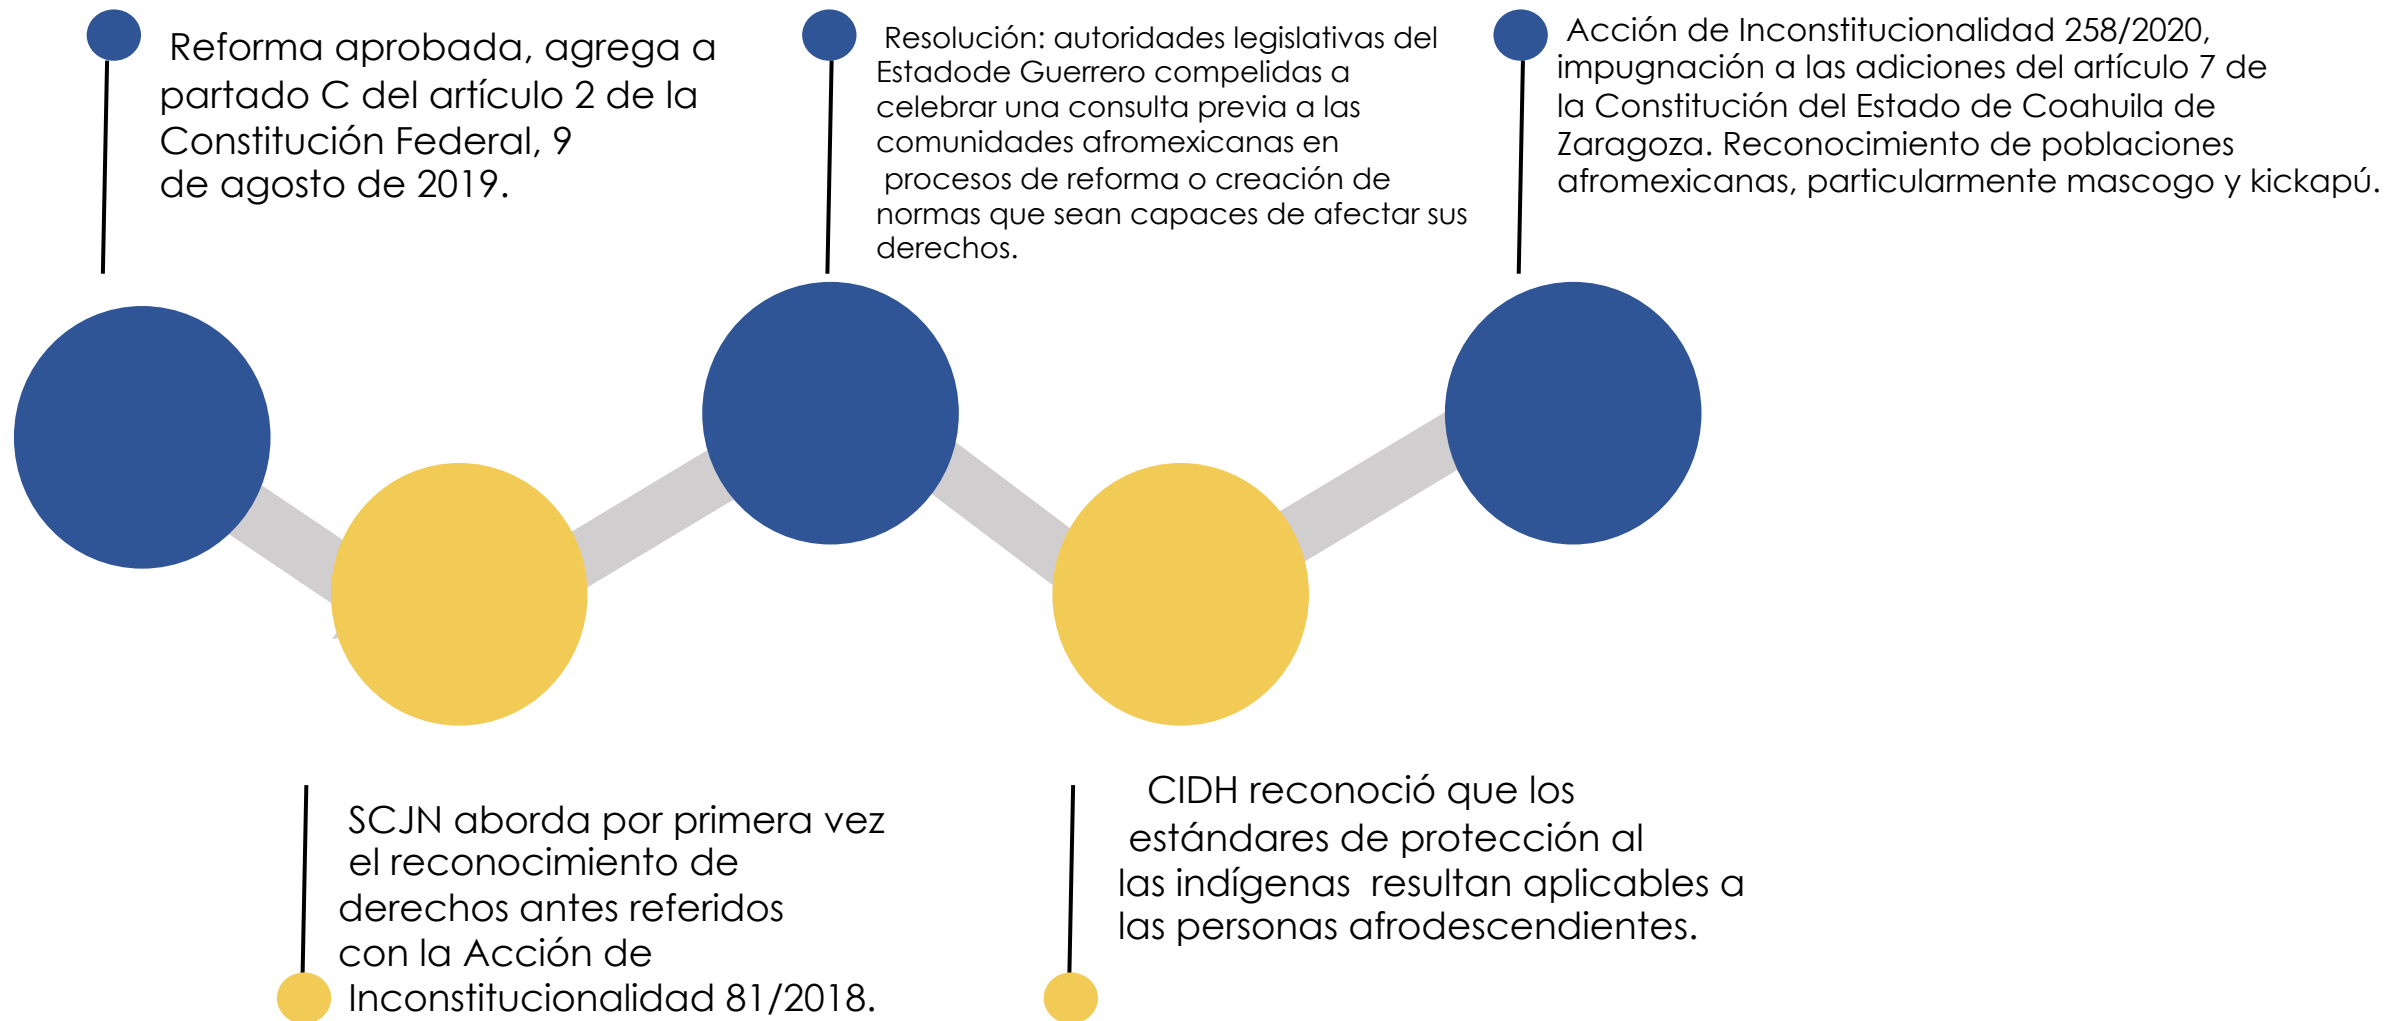 Reforma aprobada, agrega a
partado C del artículo 2 de la
Constitución Federal, 9
de agosto de 2019.
SCJN aborda por primera vez
el reconocimiento de
derechos antes referidos
con la Acción de
Inconstitucionalidad 81/2018.
Resolución: autoridades legislativas del
Estadode Guerrero compelidas a
celebrar una consulta previa a las
comunidades afromexicanas en
procesos de reforma o creación de
normas que sean capaces de afectar sus
derechos.
CIDH reconoció que los
estándares de protección al
las indígenas resultan aplicables a
las personas afrodescendientes.
Acción de Inconstitucionalidad 258/2020,
impugnación a las adiciones del artículo 7 de
la Constitución del Estado de Coahuila de
Zaragoza. Reconocimiento de poblaciones
afromexicanas, particularmente mascogo y kickapú.